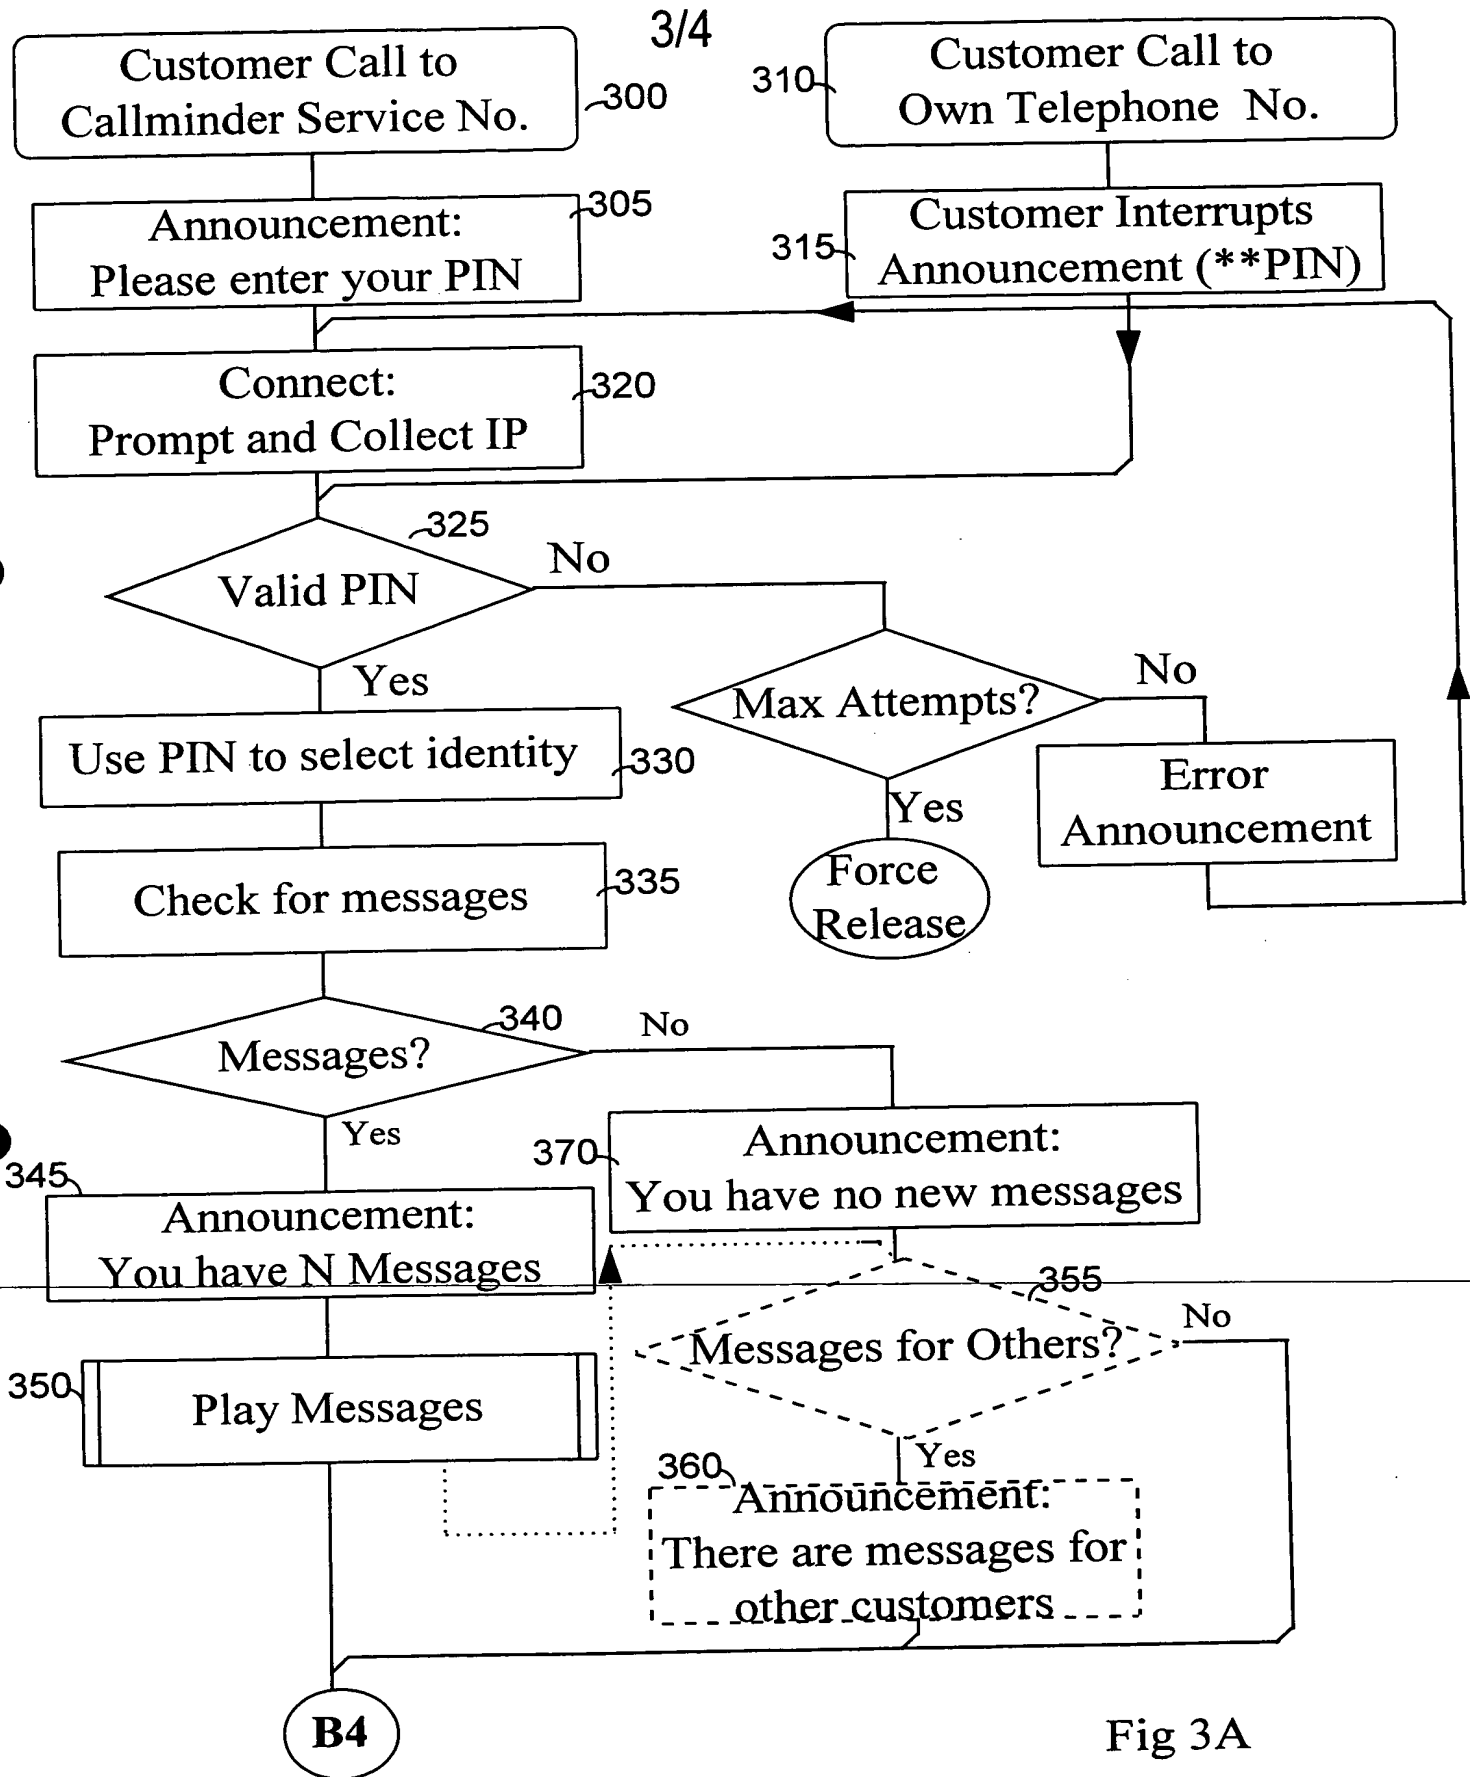 3/4
Customer Call to
Callminder Service No.
300
310
Customer Call to
Own Telephone No.
Announcement:
Please enter your PIN
305
315
Customer Interrupts
Announcement (**PIN)
Connect:
Prompt and Collect IP
320
325
Valid PIN
No
Yes
Max Attempts?
No
Use PIN to select identity
330
Yes
Error
Announcement
Force
Release
Check for messages
335
340
Messages?
No
Yes
370
Announcement:
You have no new messages
345
Announcement:
You have N Messages
355
Messages for Others?
No
350
Play Messages
Yes
360
Announcement:
There are messages for
other customers
B4
Fig 3A